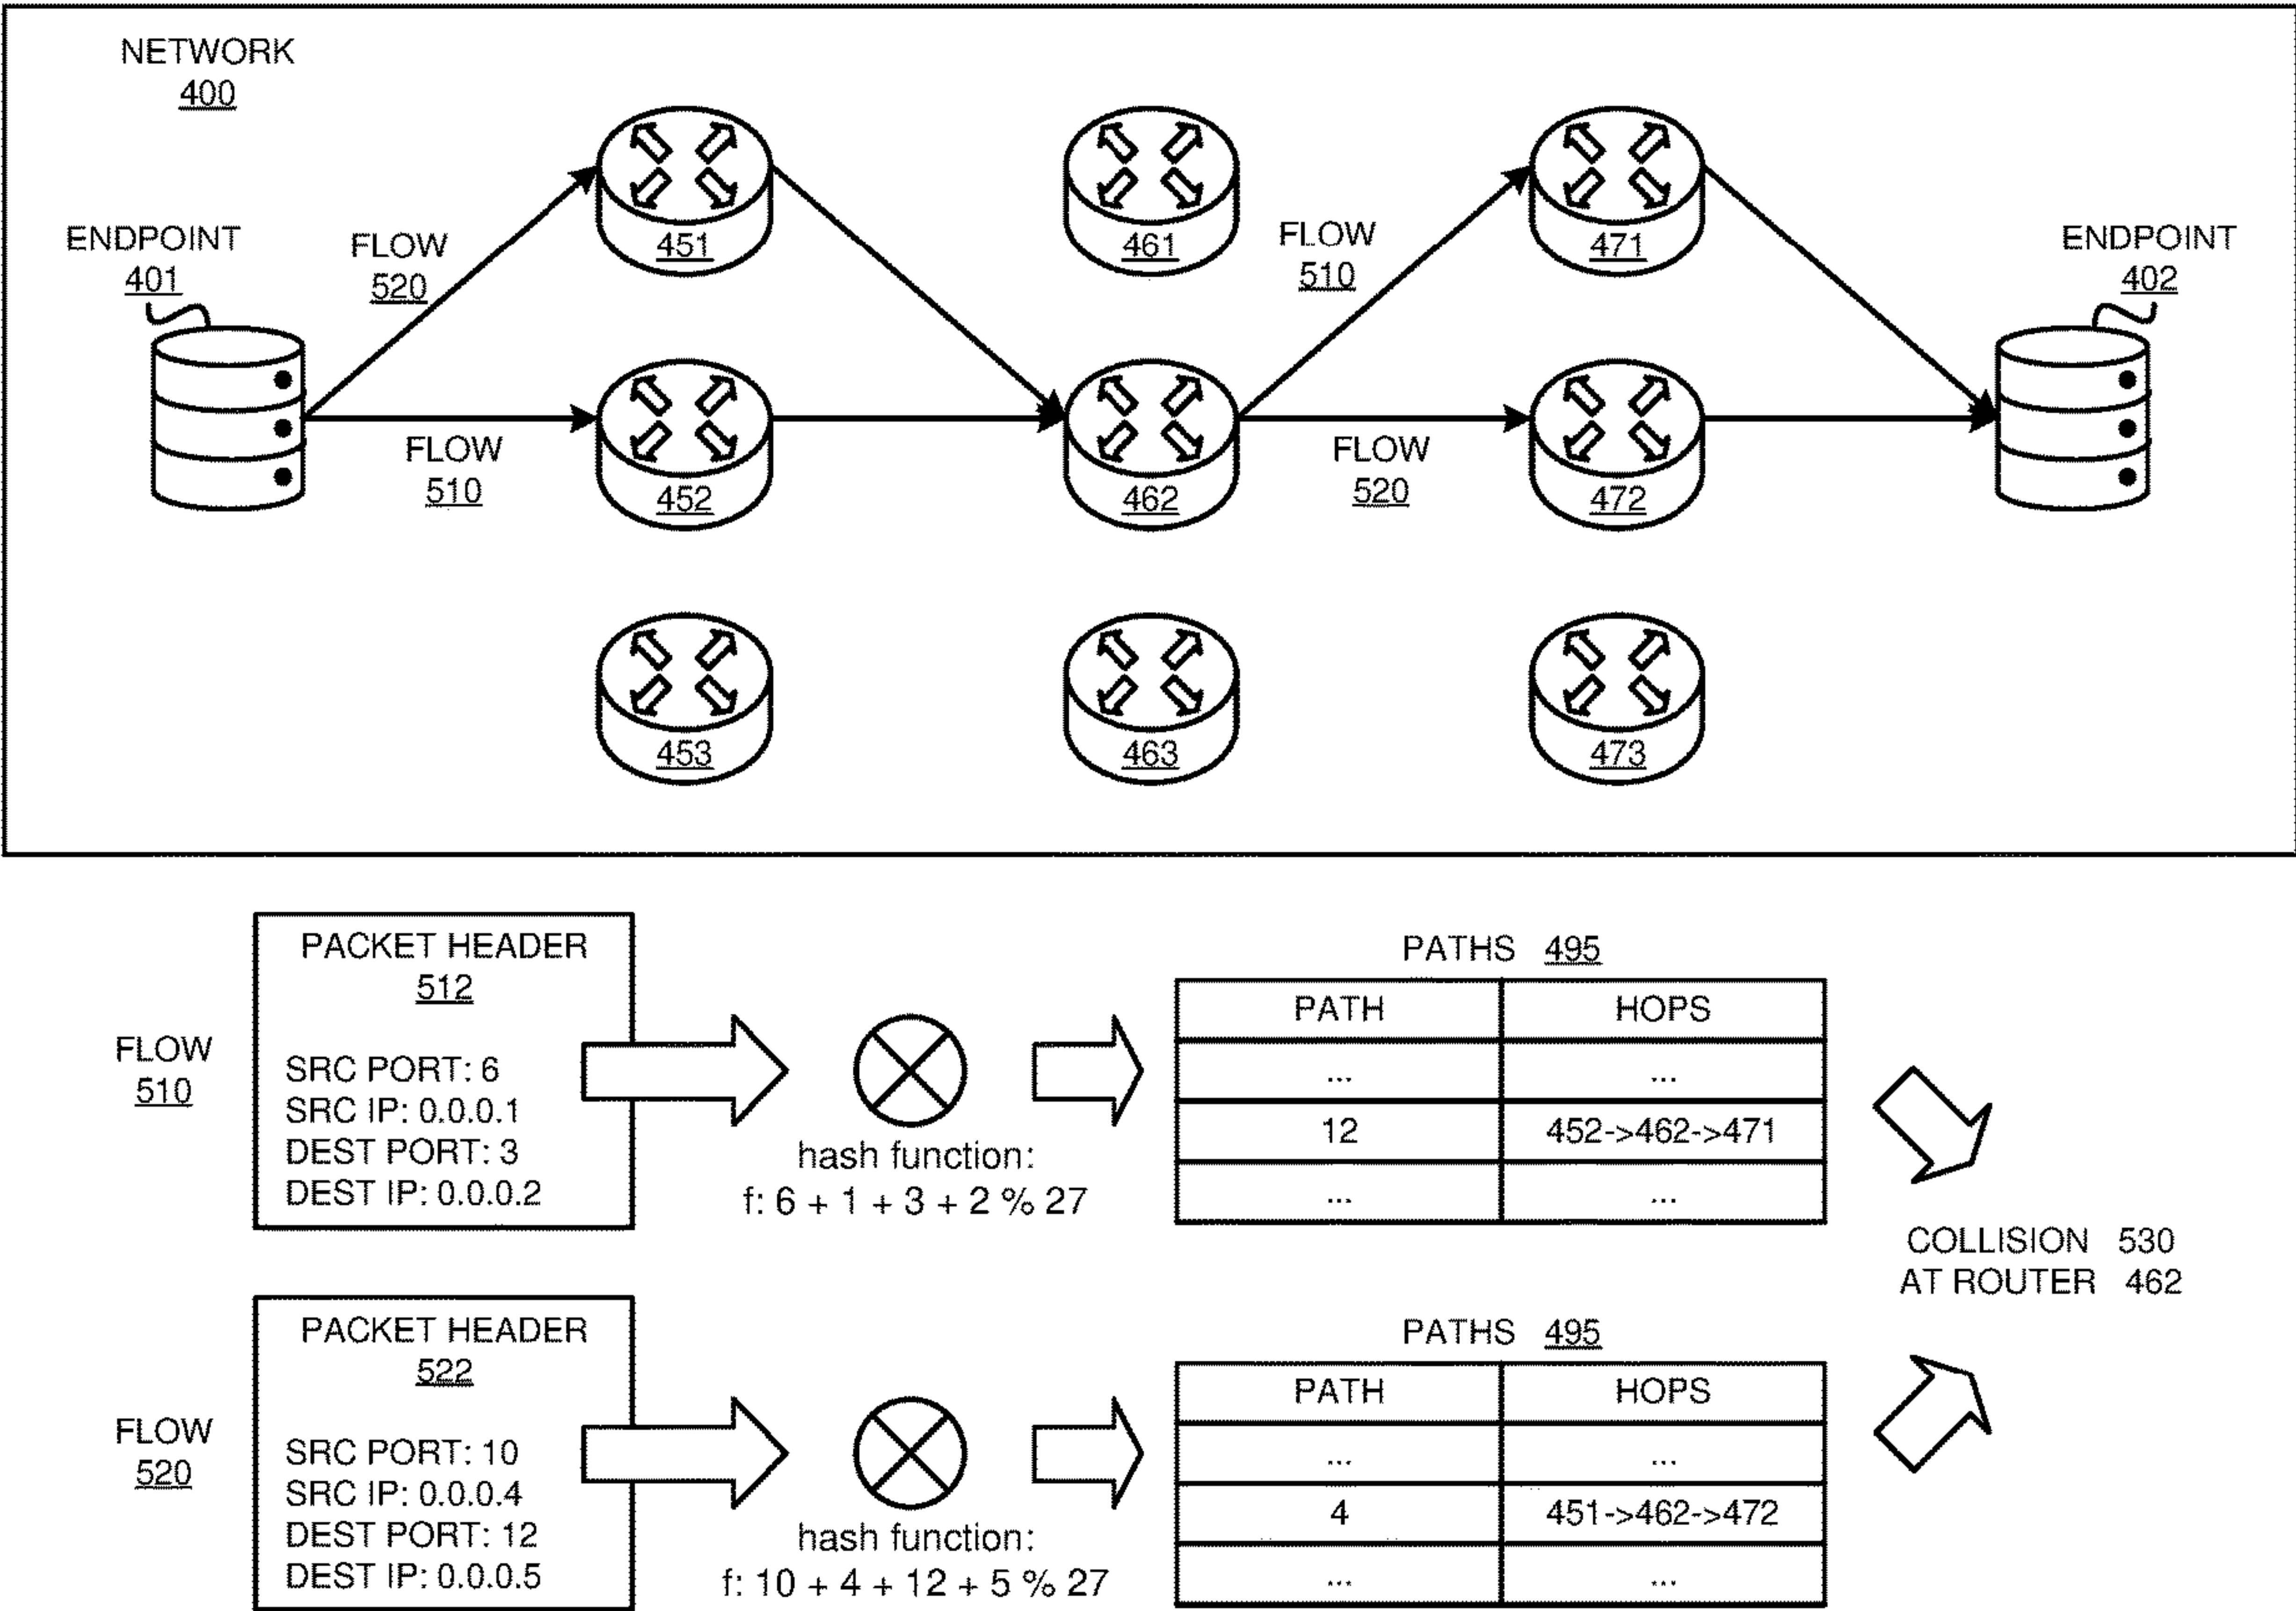 NETWORK
400
ENDPOINT
401
FLOW
520
451
461
FLOW
510
471
ENDPOINT
402
FLOW
510
452
462
FLOW
520
472
453
463
473
FLOW
510
PACKET HEADER
512
SRC PORT: 6
SRC IP: 0.0.0.1
DEST PORT: 3
DEST IP: 0.0.0.2
hash function:
f: 6 + 1 + 3 + 2 % 27
PATHS 495
PATH HOPS
... ...
12 452->462->471
... ...
COLLISION 530
AT ROUTER 462
FLOW
520
PACKET HEADER
522
SRC PORT: 10
SRC IP: 0.0.0.4
DEST PORT: 12
DEST IP: 0.0.0.5
hash function:
f: 10 + 4 + 12 + 5 % 27
PATHS 495
PATH HOPS
... ...
4 451->462->472
... ...